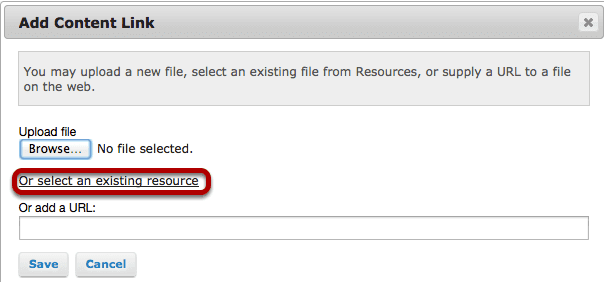 Add Content Link
You may upload a new file, select an existing file from Resources, or supply a URL to a file
on the web.
Upload file
Browse... No file selected.
Or select an existing resource
Or add a URL:
Save Cancel